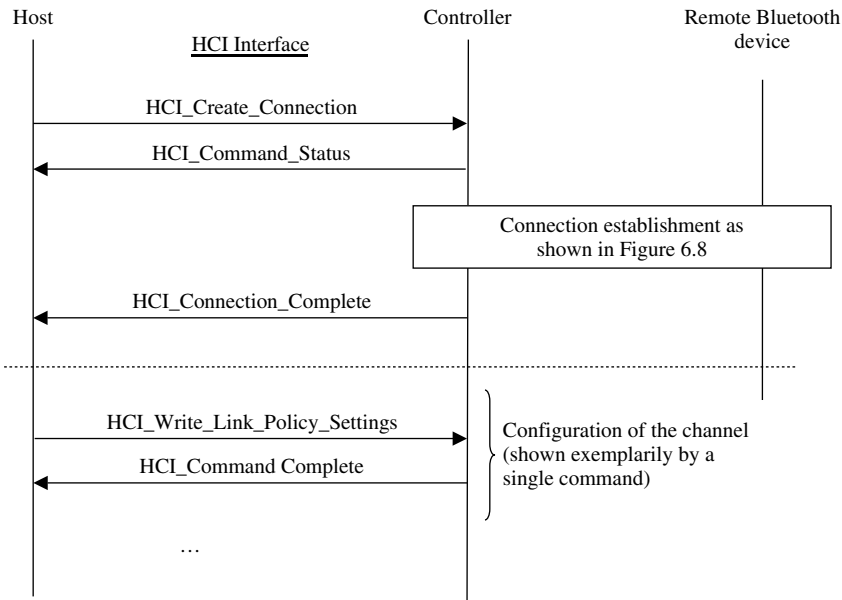 Host
Controller
Remote Bluetooth
device
HCI Interface
HCI_Create_Connection
HCI_Command_Status
Connection establishment as
shown in Figure 6.8
HCI_Connection_Complete
HCI_Write_Link_Policy_Settings
HCI_Command Complete
Configuration of the channel
(shown exemplarily by a
single command)
…